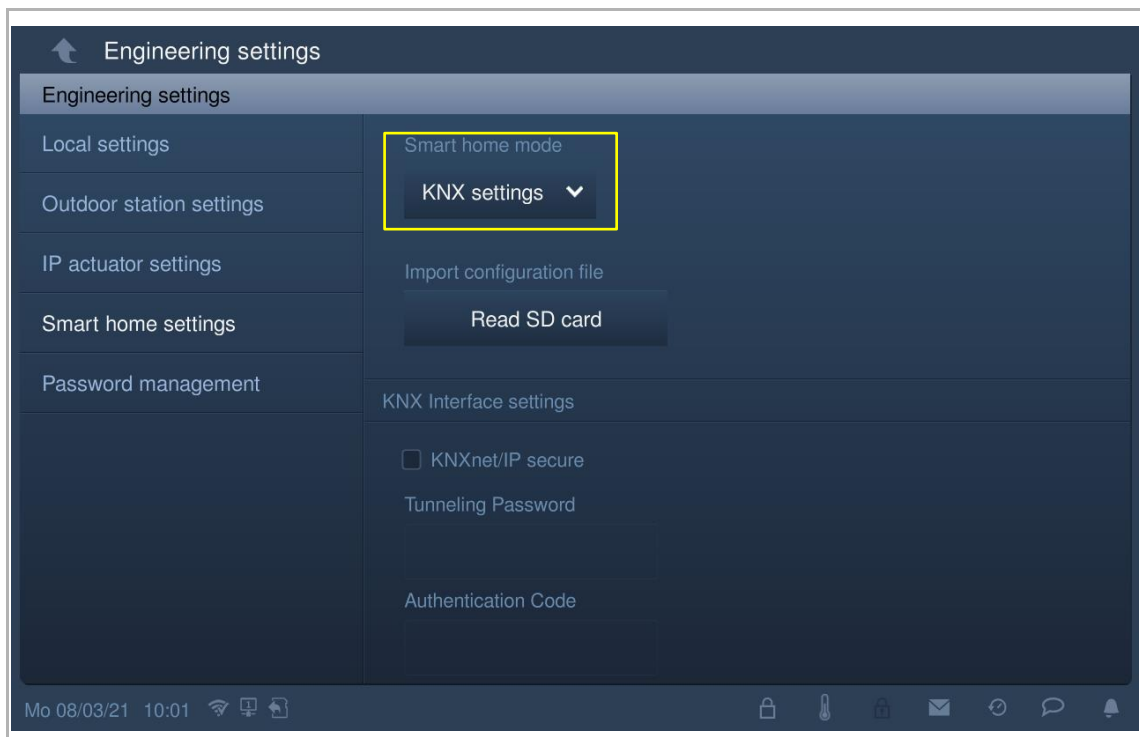 Engineering settings
Engineering settings
Local settings
Outdoor station settings
IP actuator settings
Smart home settings
Password management
Smart home mode
KNX settings
Import configuration file
Read SD card
KNX Interface settings
KNXnet/IP secure
Tunneling Password
Authentication Code
Mo 08/03/21 10:01